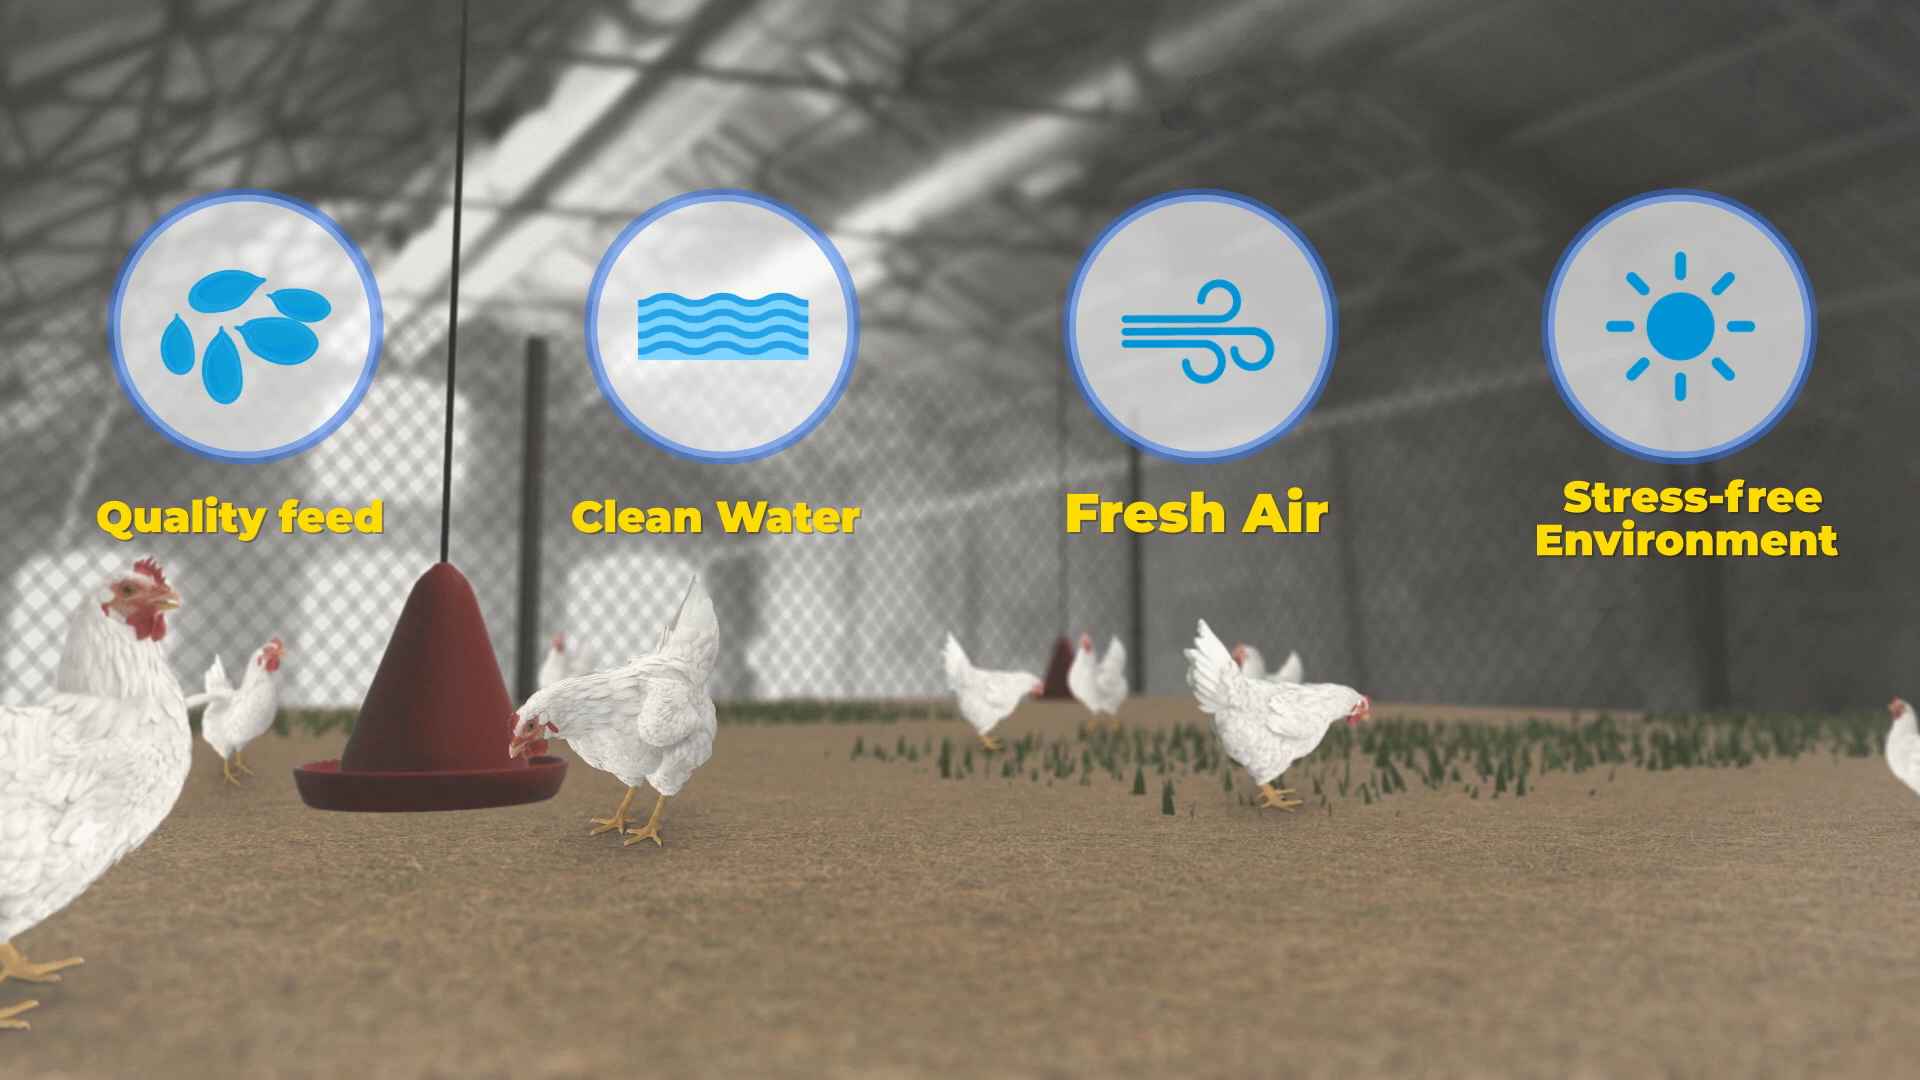 Quality feed
Clean Water
Fresh Air
Stress-free
Environment